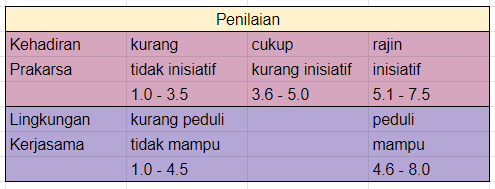 Penilaian
Kehadiran kurang cukup rajin
Prakarsa tidak inisiatif kurang inisiatif inisiatif
1.0 - 3.5 3.6 - 5.0 5.1 - 7.5
Lingkungan kurang peduli peduli
Kerjasama tidak mampu mampu
1.0 - 4.5 4.6 - 8.0